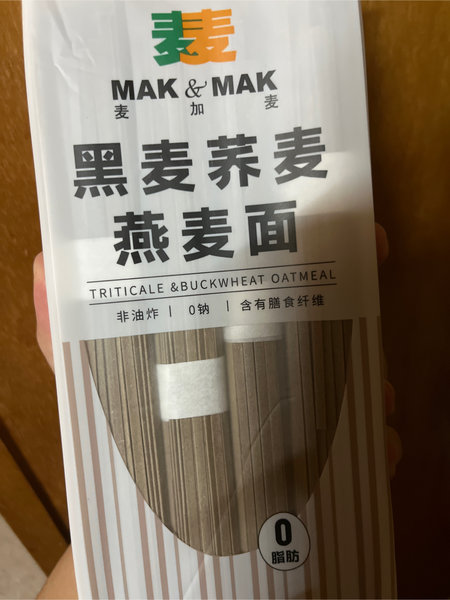 麦麦
MAK & MAK
麦加麦
黑麦荞麦
燕麦面
TRITICALE &BUCKWHEAT OATMEAL
非油炸 | 0钠 | 含有膳食纤维
0
脂肪